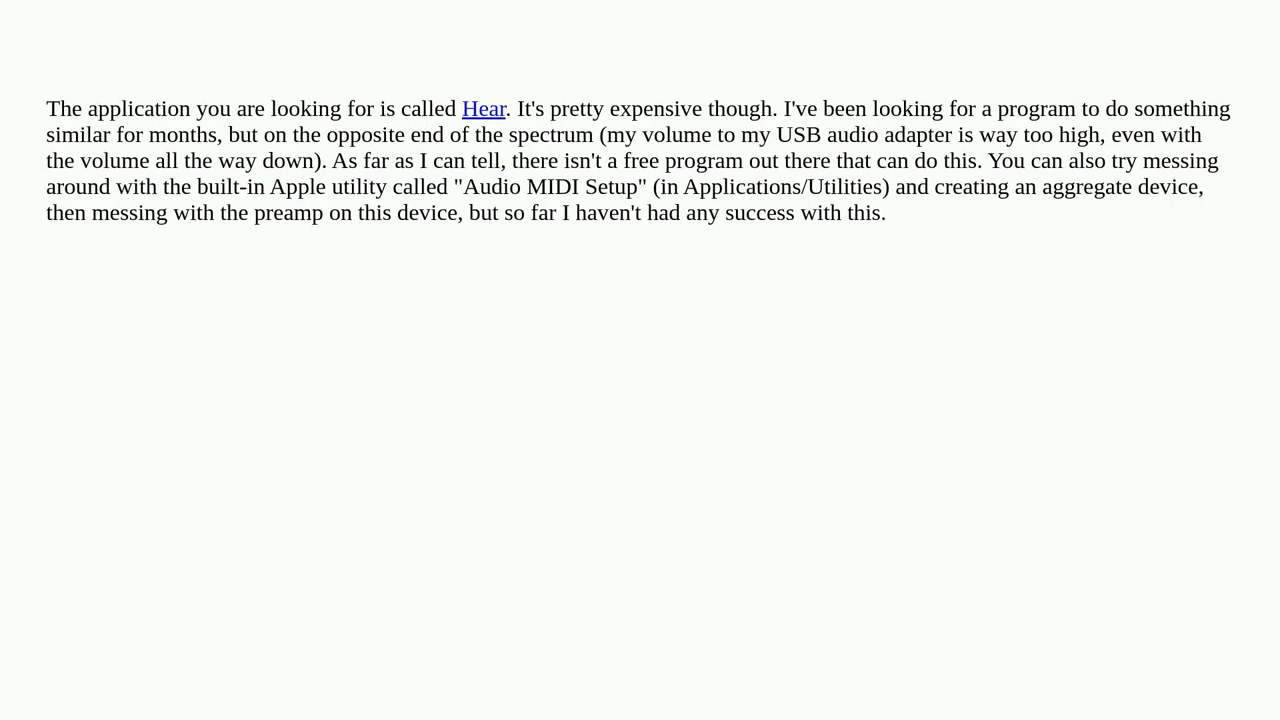 The application you are looking for is called Hear. It's pretty expensive though. I've been looking for a program to do something
similar for months, but on the opposite end of the spectrum (my volume to my USB audio adapter is way too high, even with
the volume all the way down). As far as I can tell, there isn't a free program out there that can do this. You can also try messing
around with the built-in Apple utility called "Audio MIDI Setup" (in Applications/Utilities) and creating an aggregate device,
then messing with the preamp on this device, but so far I haven't had any success with this.